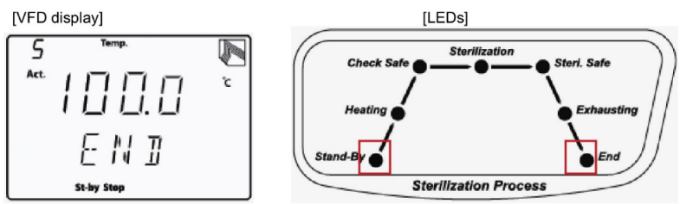 [VFD display]
[LEDs]
5
Temp.
Act.
100.0
°C
END
St-by Stop
Sterilization
Check Safe
Steri. Safe
Heating
Exhausting
Stand-By
End
Sterilization Process